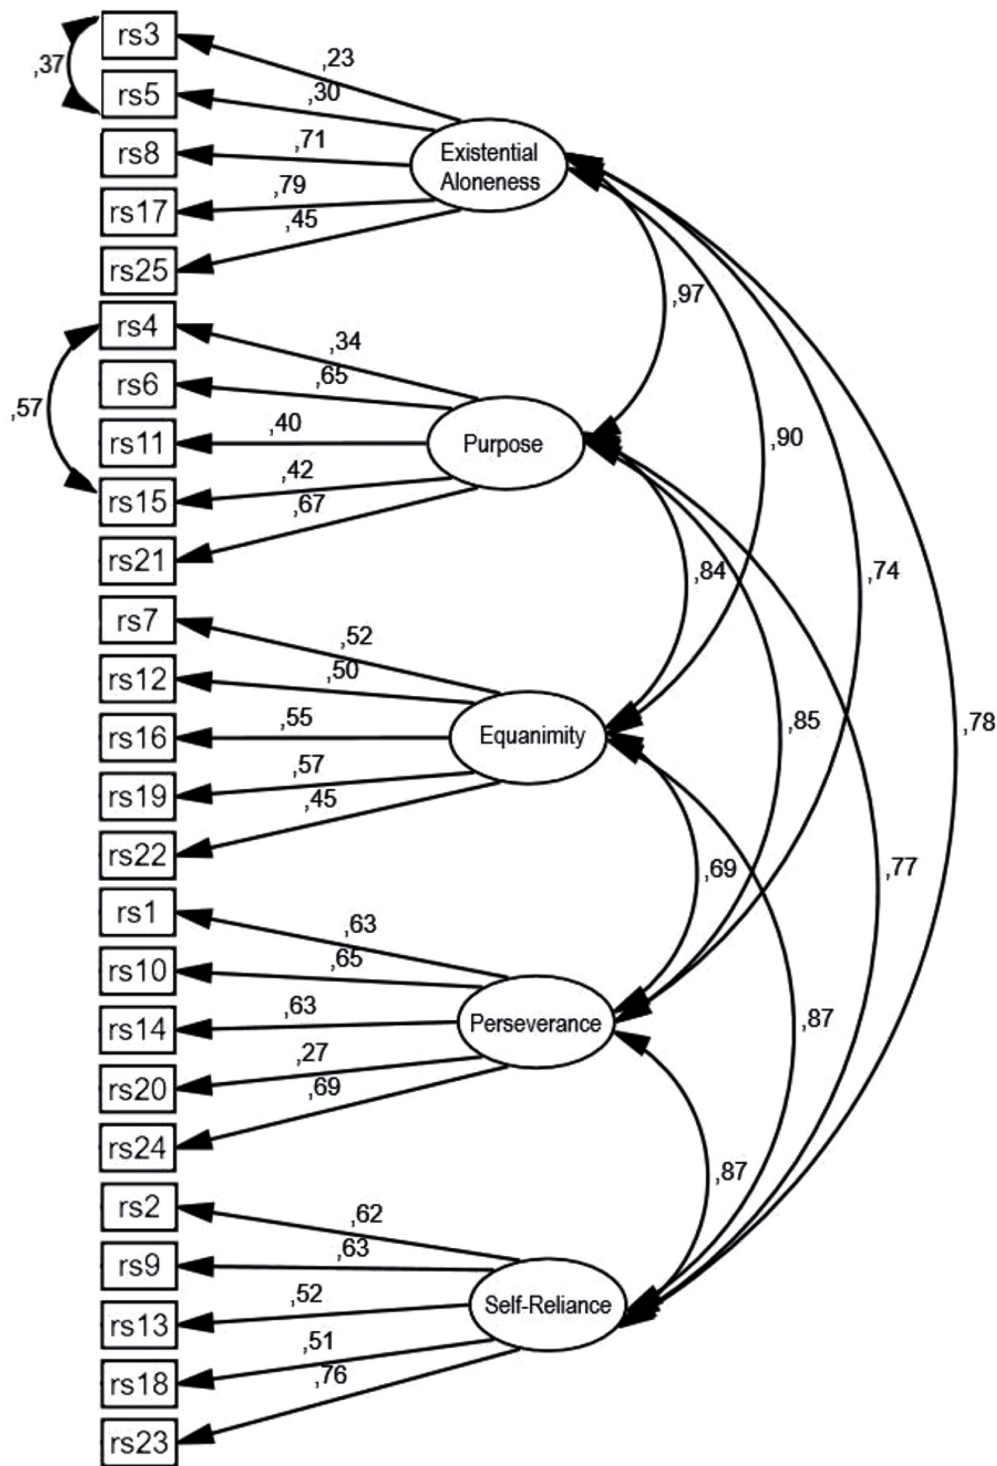 rs3
,23
,37
rs5
,30
rs8
,71
Existential
Aloneness
rs17
,79
,45
rs25
,97
rs4
,34
rs6
,65
,57
rs11
,40
Purpose
,90
rs15
,42
,67
rs21
,84
,74
rs7
,52
rs12
,50
rs16
,55
Equanimity
,85
,78
rs19
,57
,45
rs22
,69
,77
rs1
,63
rs10
,65
rs14
,63
Perseverance
,87
rs20
,27
,69
rs24
,87
rs2
,62
rs9
,63
rs13
,52
Self-Reliance
rs18
,51
,76
rs23